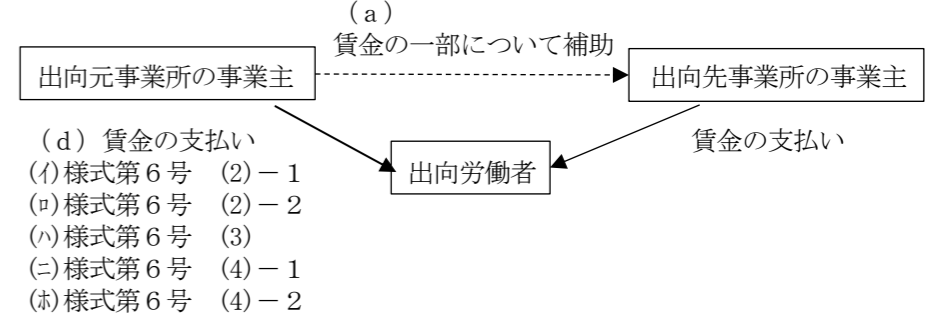 （a）
賃金の一部について補助
出向元事業所の事業主
出向先事業所の事業主
（d）賃金の支払い
賃金の支払い
出向労働者
(ｲ)様式第６号　(2)－１
(ﾛ)様式第６号　(2)－２
(ﾊ)様式第６号　(3)
(ﾆ)様式第６号　(4)－１
(ﾎ)様式第６号　(4)－２